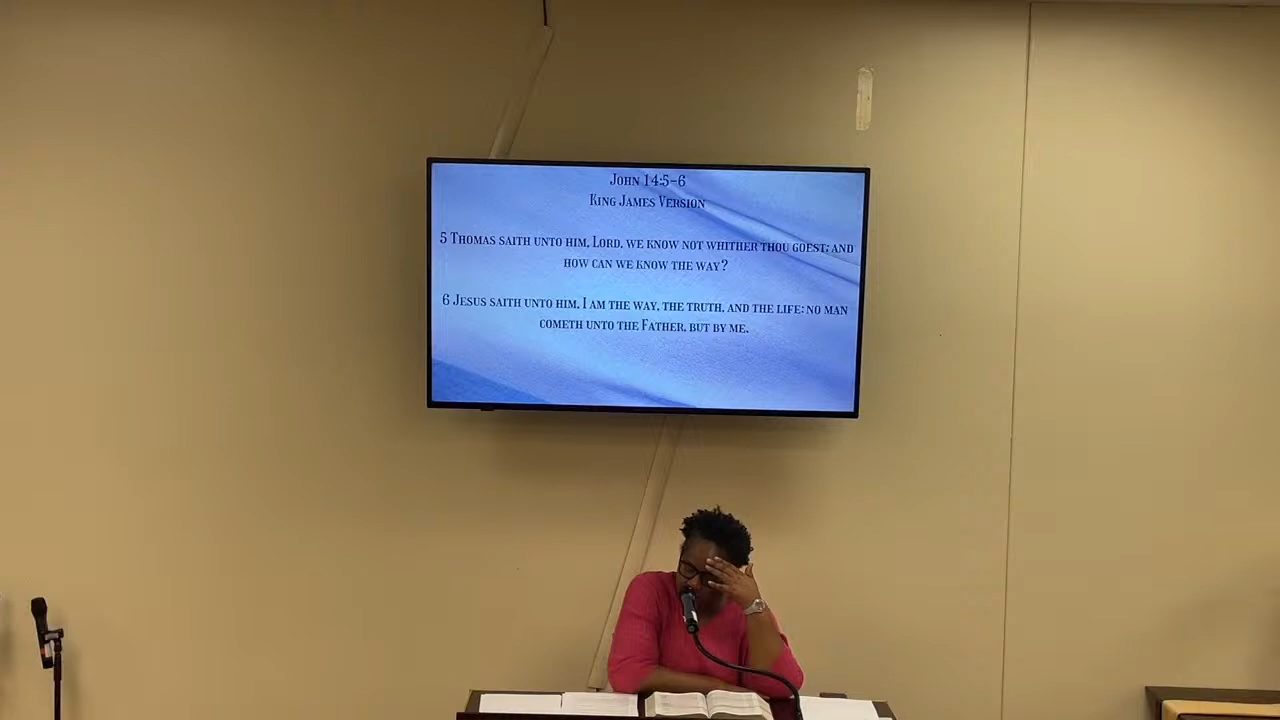 John 14:5-6
King James Version
5 Thomas saith unto him, Lord, we know not whither thou goest; and
how can we know the way?
6 Jesus saith unto him, I am the way, the truth, and the life: no man
cometh unto the Father, but by me.